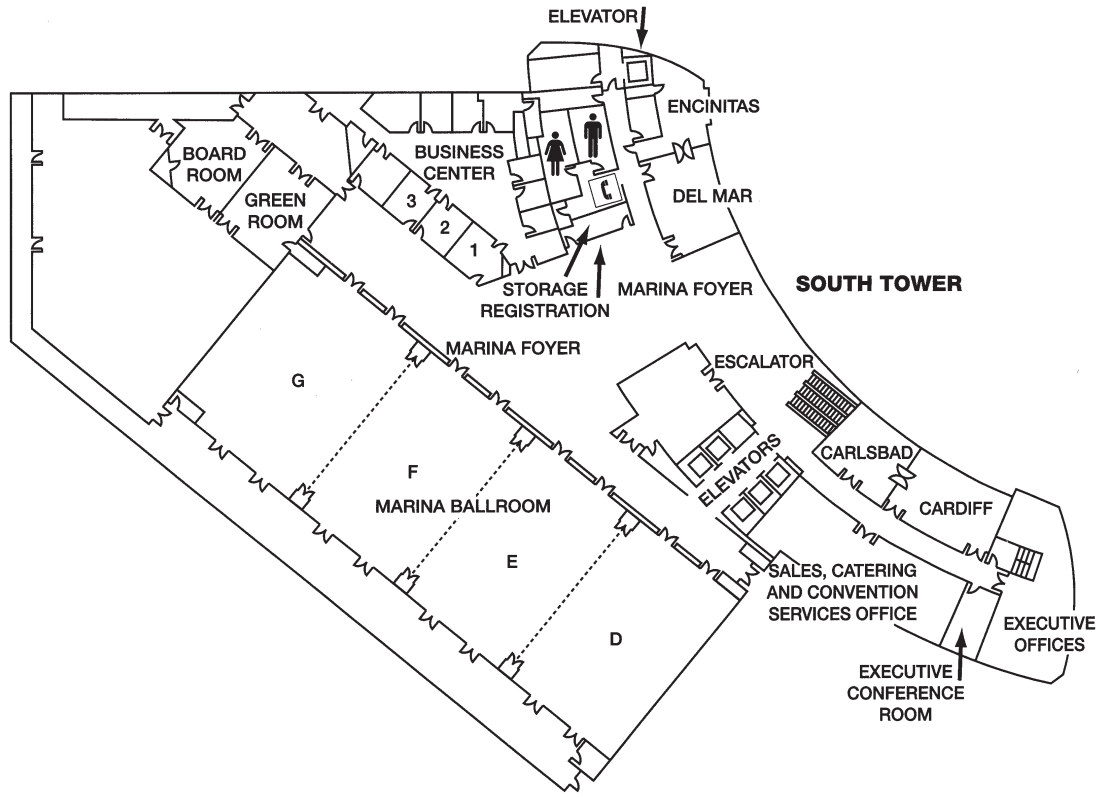 ELEVATOR
ENCINITAS
BOARD
ROOM
BUSINESS
CENTER
GREEN
ROOM
3
2
1
DEL MAR
STORAGE
REGISTRATION
MARINA FOYER
SOUTH TOWER
MARINA FOYER
ESCALATOR
G
F
MARINA BALLROOM
E
D
ELEVATORS
CARLSBAD
CARDIFF
SALES, CATERING
AND CONVENTION
SERVICES OFFICE
EXECUTIVE
OFFICES
EXECUTIVE
CONFERENCE
ROOM